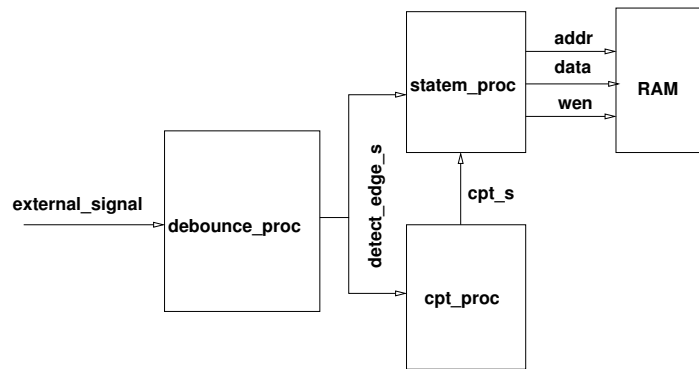 addr
data
wen
statem_proc
RAM
detect_edge_s
external_signal
debounce_proc
cpt_s
cpt_proc